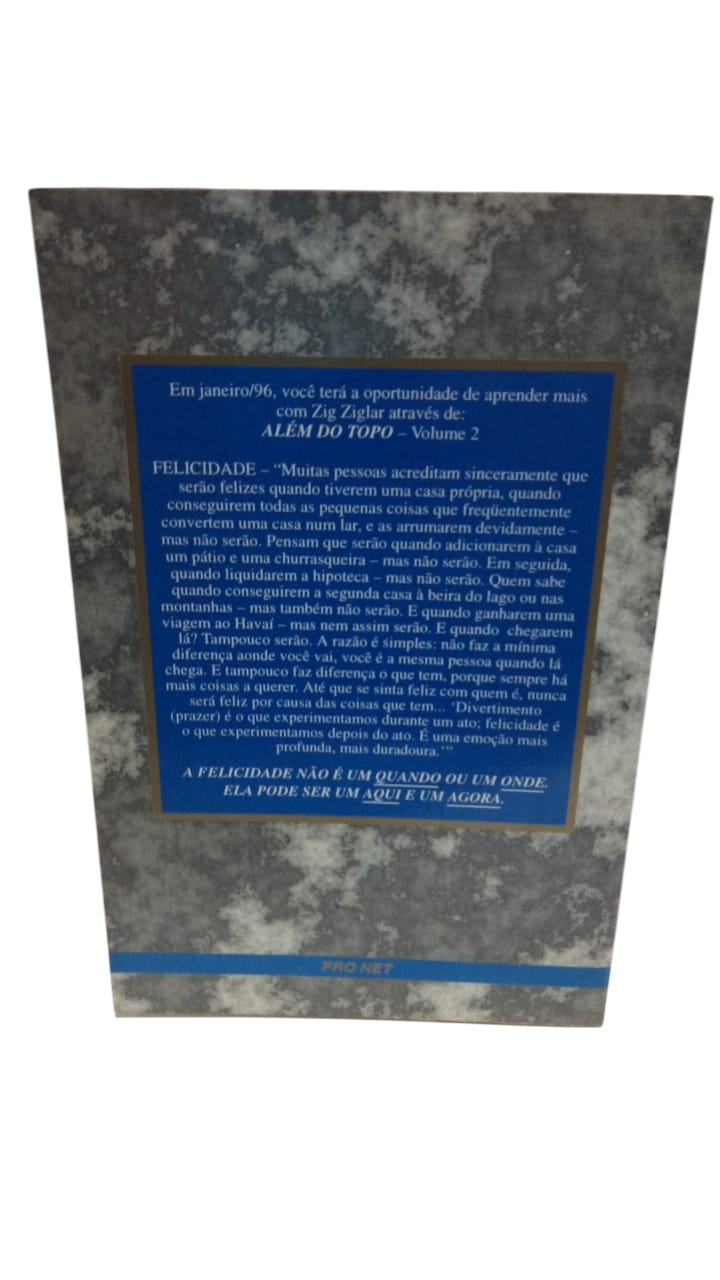 Em janeiro/96, você terá a oportunidade de aprender mais
com Zig Ziglar através de:
ALÉM DO TOPO – Volume 2
FELICIDADE – “Muitas pessoas acreditam sinceramente que
serão felizes quando tiverem uma casa própria, quando
conseguirem todas as pequenas coisas que freqüentemente
convertem uma casa num lar, e as arrumarem devidamente –
mas não serão. Pensam que serão quando adicionarem à casa
um pátio e uma churrasqueira – mas não serão. Em seguida,
quando liquidarem a hipoteca – mas não serão. Quem sabe
quando conseguirem a segunda casa à beira do lago ou nas
montanhas – mas também não serão. E quando ganharem uma
viagem ao Havaí – mas nem assim serão. E quando chegarem
lá? Tampouco serão. A razão é simples: não faz a mínima
diferença aonde você vai, você é a mesma pessoa quando lá
chega. E tampouco faz diferença o que tem, porque sempre há
mais coisas a querer. Até que se sinta feliz com quem é, nunca
será feliz por causa das coisas que tem... ‘Divertimento
(prazer) é o que experimentamos durante um ato; felicidade é
o que experimentamos depois do ato. É uma emoção mais
profunda, mais duradoura.’”
A FELICIDADE NÃO É UM QUANDO OU UM ONDE.
ELA PODE SER UM AQUI E UM AGORA.
PRO NET